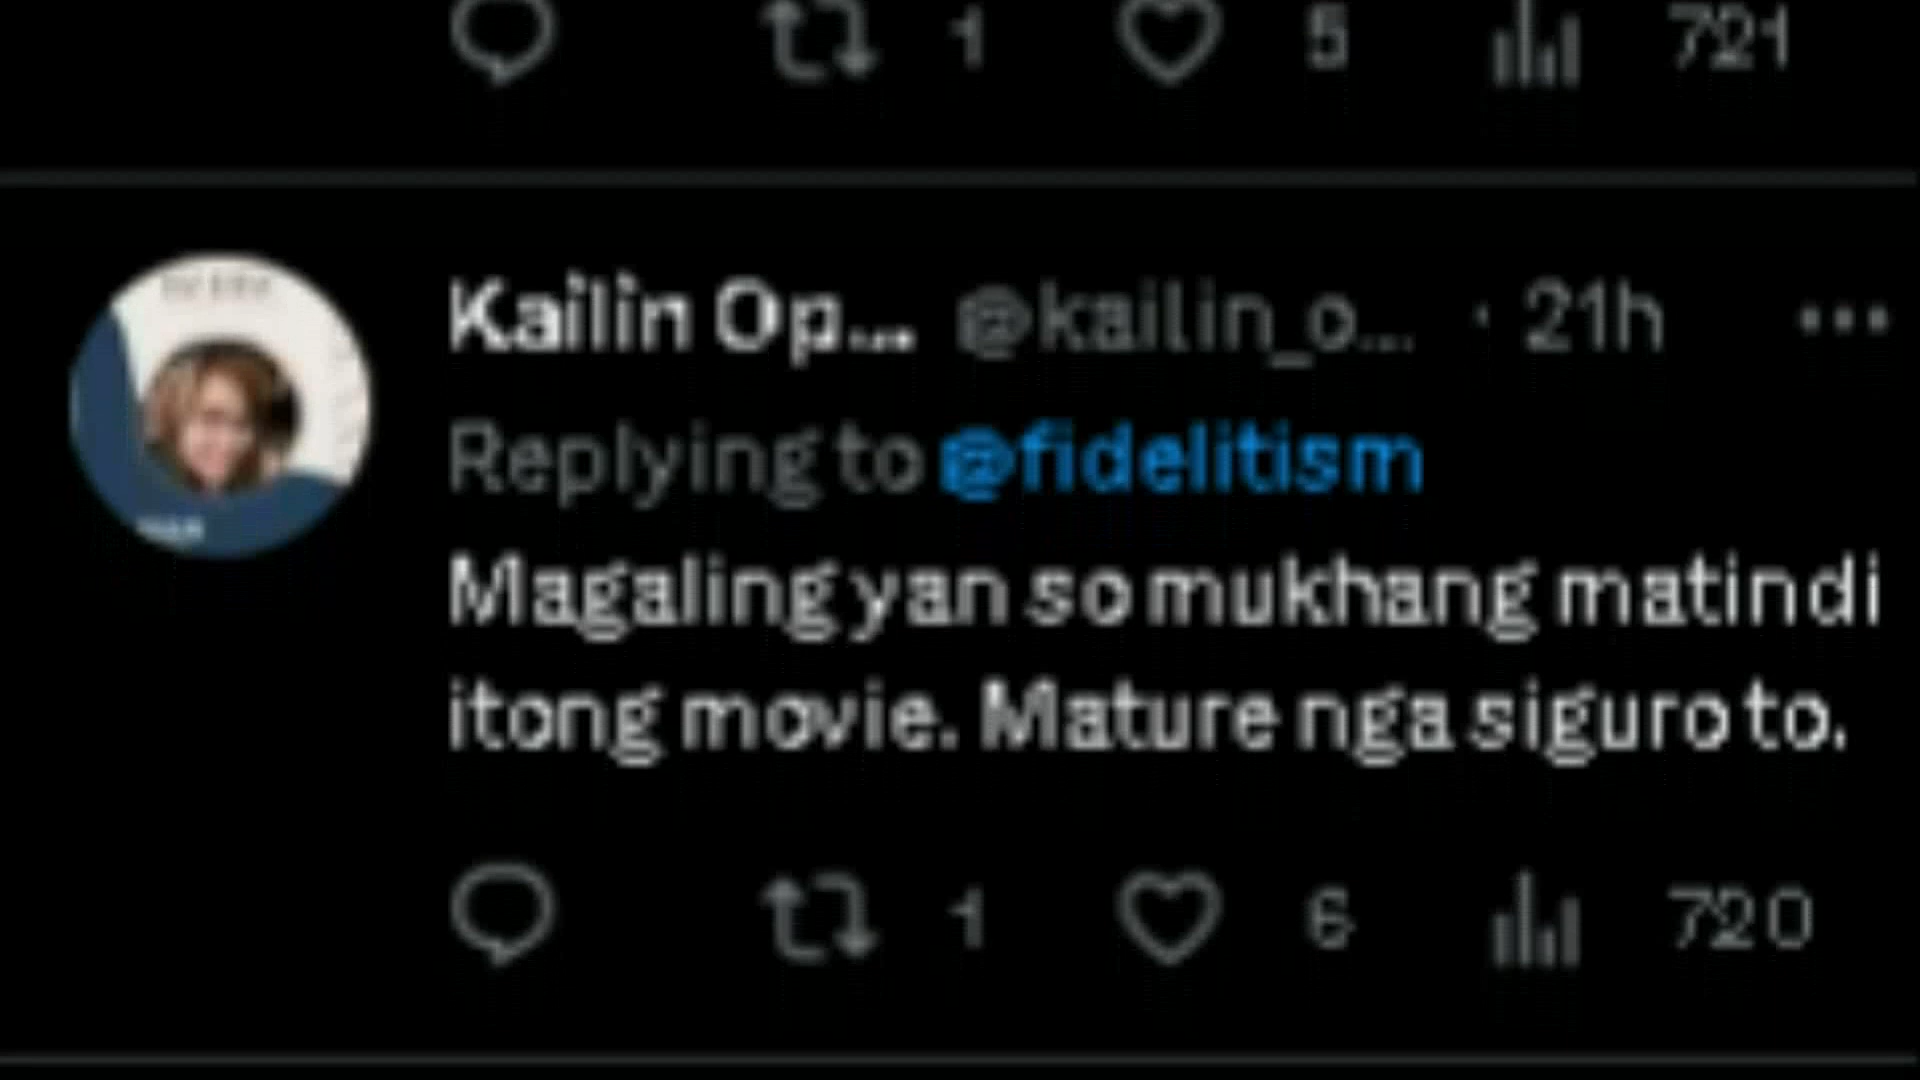 1 5 721
Kailin Op... @kailin_o... · 21h ...
Replying to @fidelitism
Magaling yan so mukhang matindi
itong movie. Mature nga siguro to.
1 6 720